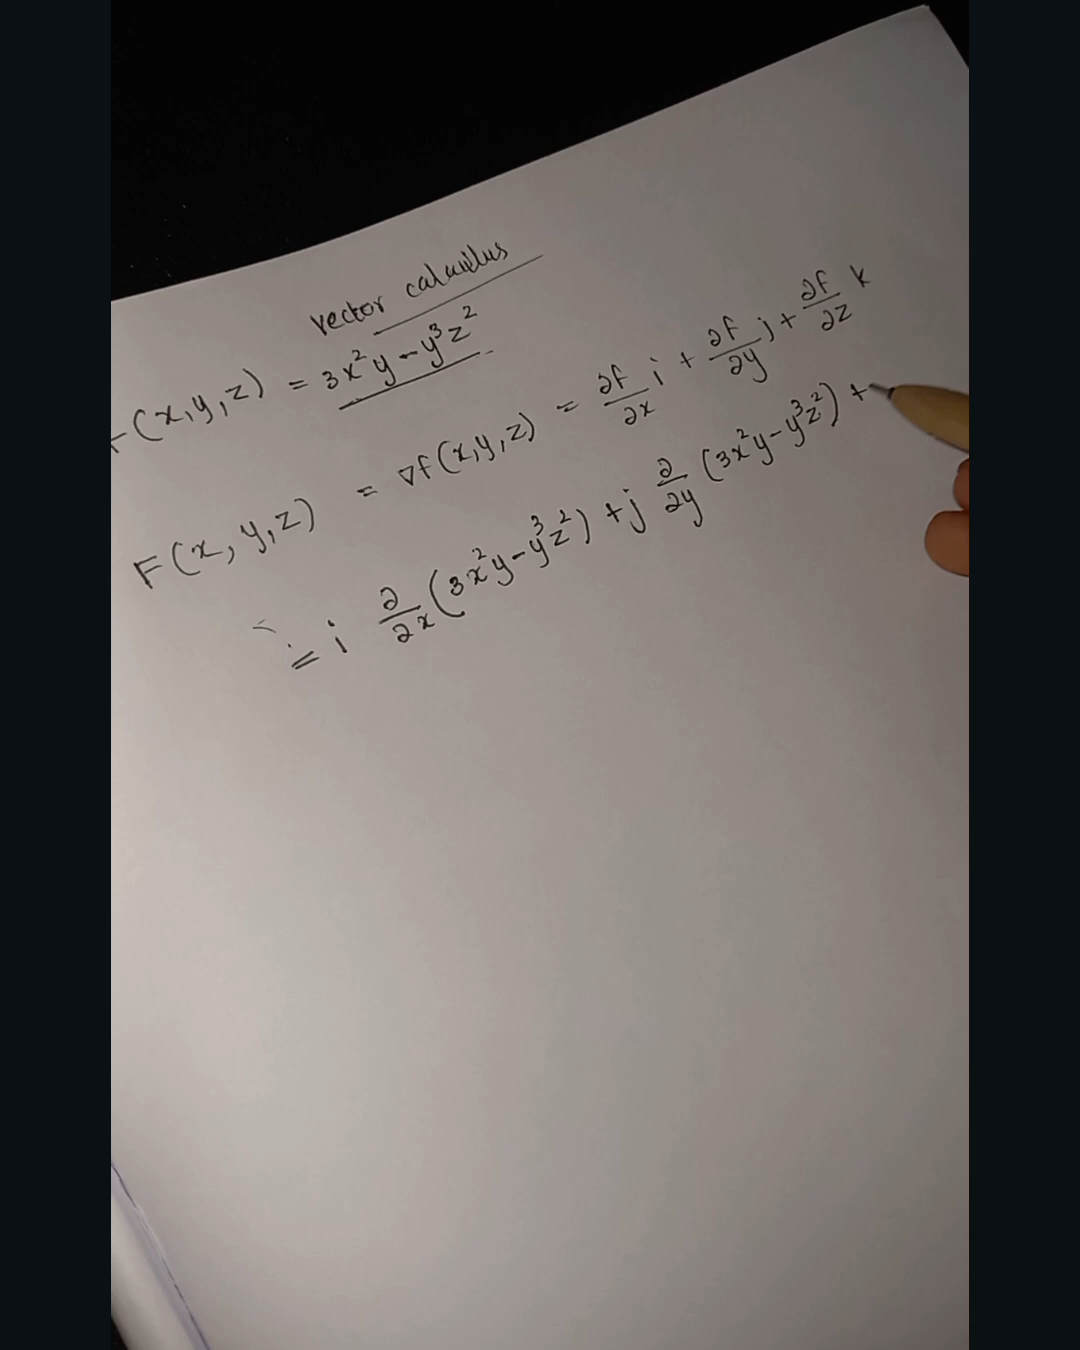 vector calculus
f(x,y,z) = 3x²y - y³z²
F(x, y, z) = ∇f(x,y,z) = ∂f/∂x i + ∂f/∂y j + ∂f/∂z k
= i ∂/∂x (3x²y - y³z²) + j ∂/∂y (3x²y - y³z²) +